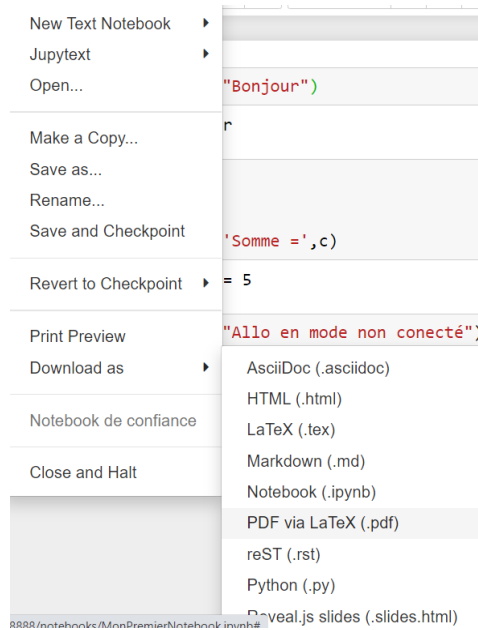 New Text Notebook
Jupytext
Open...
"Bonjour")
r
Make a Copy...
Save as...
Rename...
Save and Checkpoint
'Somme =',c)
Revert to Checkpoint
= 5
Print Preview
"Allo en mode non conecté")
Download as
AsciiDoc (.asciidoc)
HTML (.html)
LaTeX (.tex)
Markdown (.md)
Notebook (.ipynb)
PDF via LaTeX (.pdf)
reST (.rst)
Python (.py)
Reveal.js slides (.slides.html)
Notebook de confiance
Close and Halt
8888/notebooks/MonPremierNotebook.ipynb#